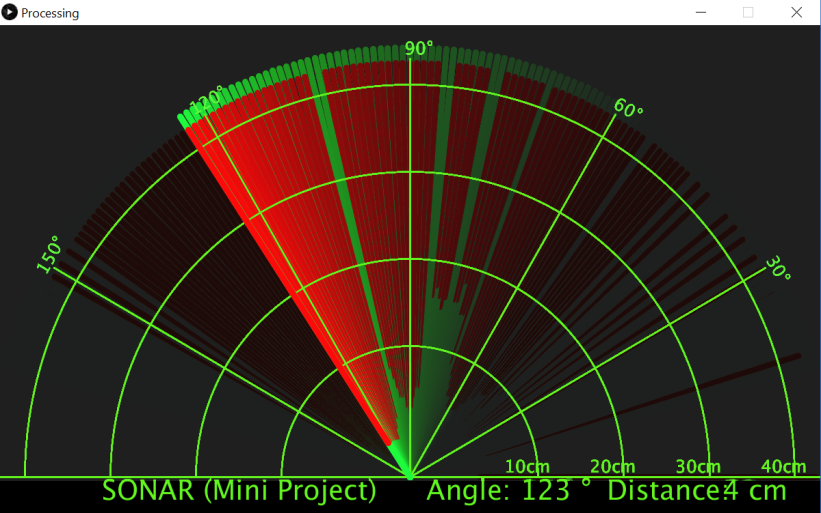 Processing
90°
120°
60°
150°
30°
10cm 20cm 30cm 40cm
SONAR (Mini Project) Angle: 123 ° Distance:4 cm